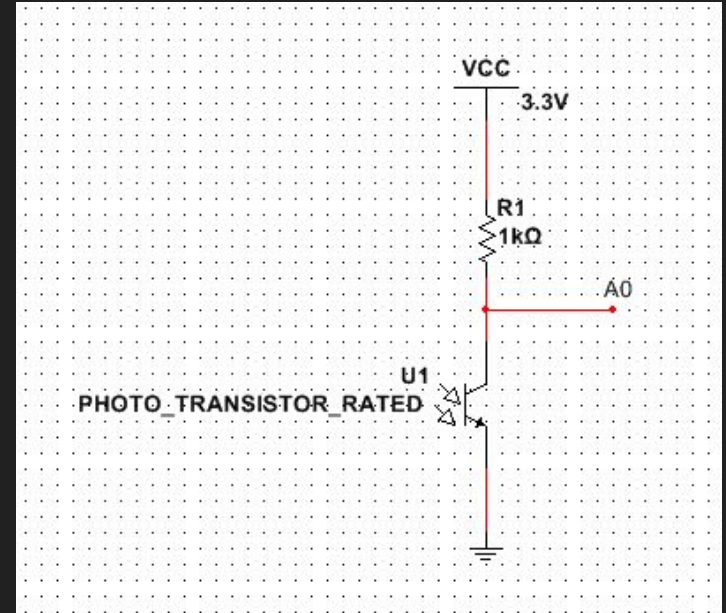 VCC
3.3V
R1
1kΩ
A0
U1
PHOTO_TRANSISTOR_RATED